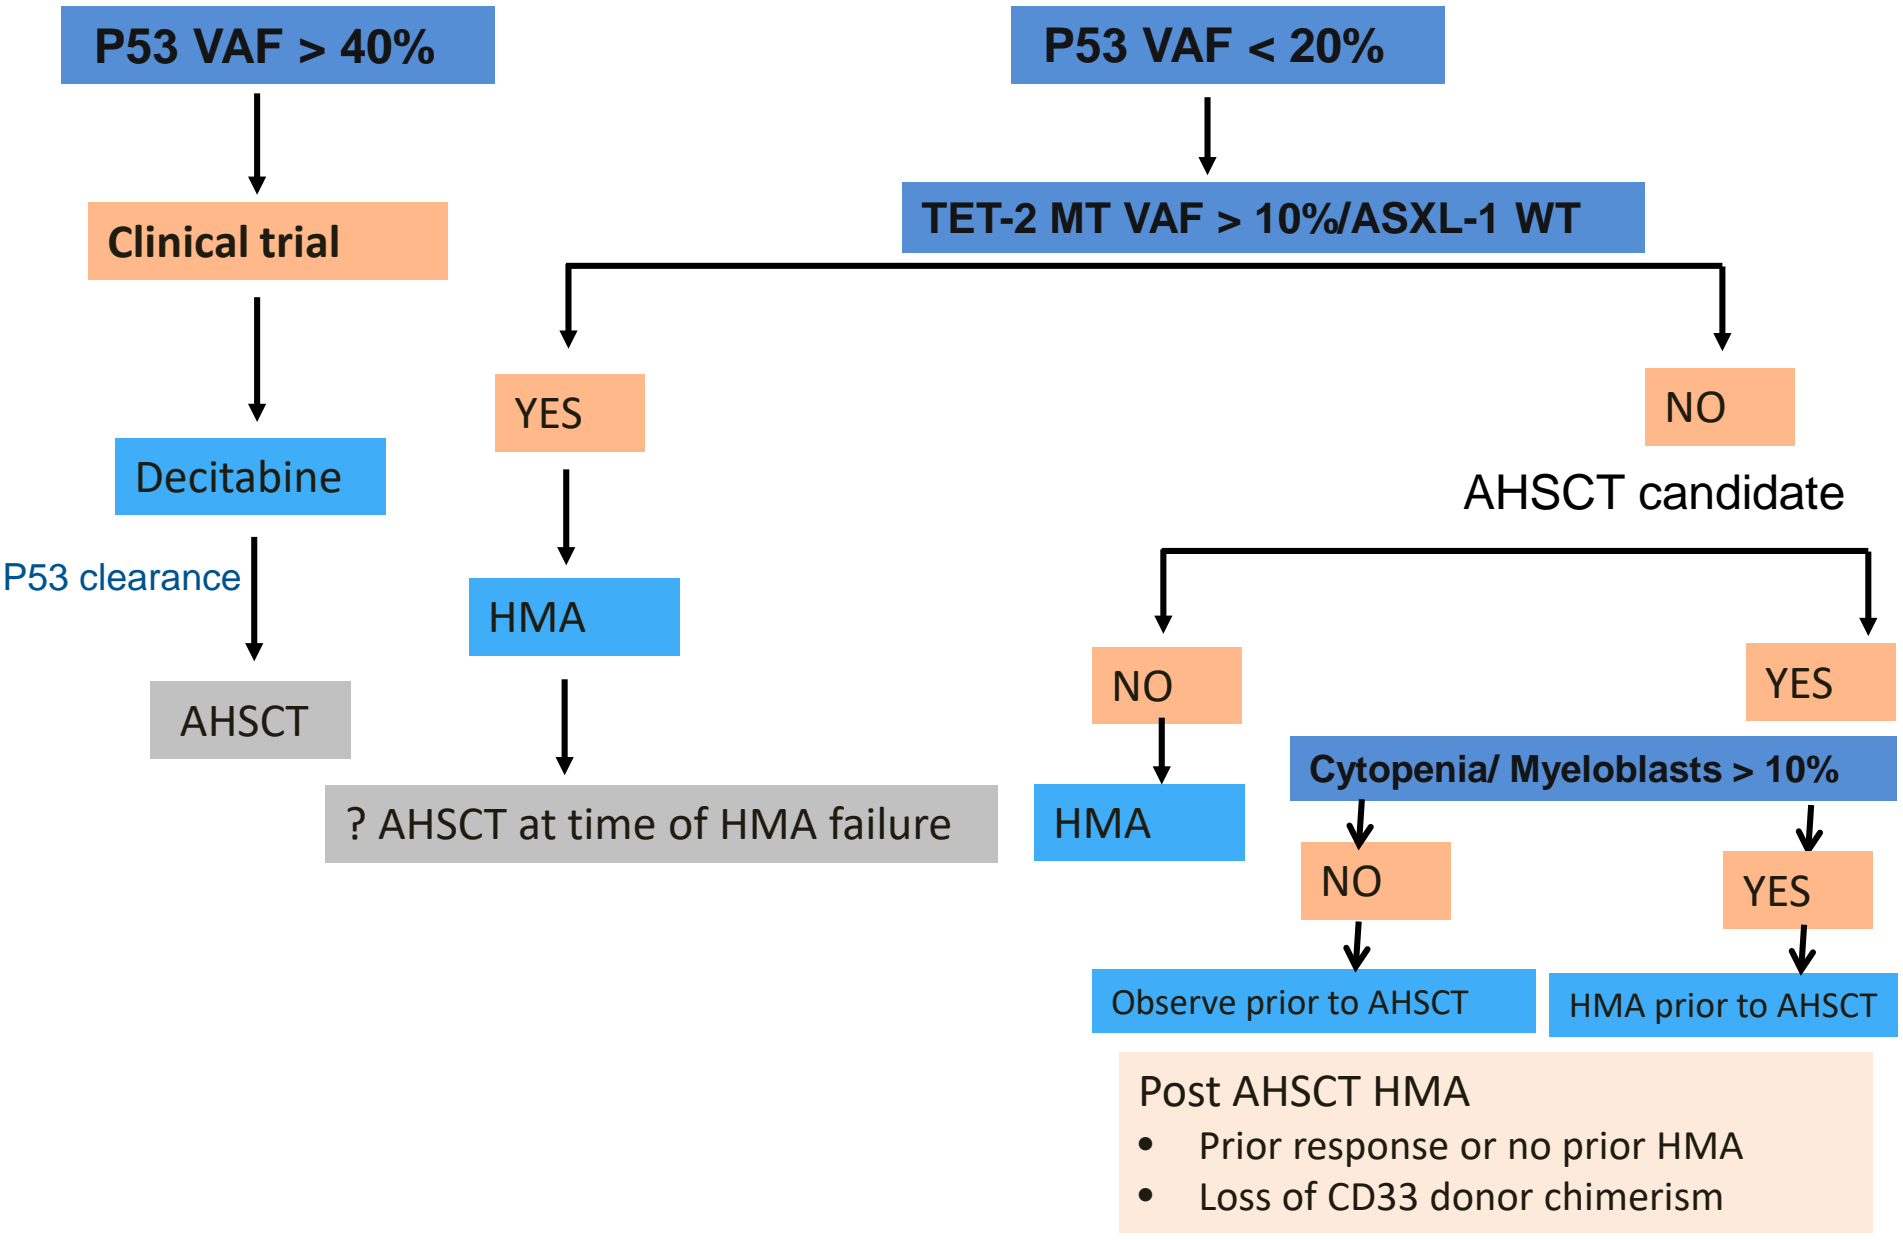 P53 VAF > 40%
P53 VAF < 20%
Clinical trial
TET-2 MT VAF > 10%/ASXL-1 WT
YES
NO
Decitabine
AHSCT candidate
P53 clearance
HMA
NO
YES
AHSCT
Cytopenia/ Myeloblasts > 10%
? AHSCT at time of HMA failure
HMA
NO
YES
Observe prior to AHSCT
HMA prior to AHSCT
Post AHSCT HMA
• Prior response or no prior HMA
• Loss of CD33 donor chimerism